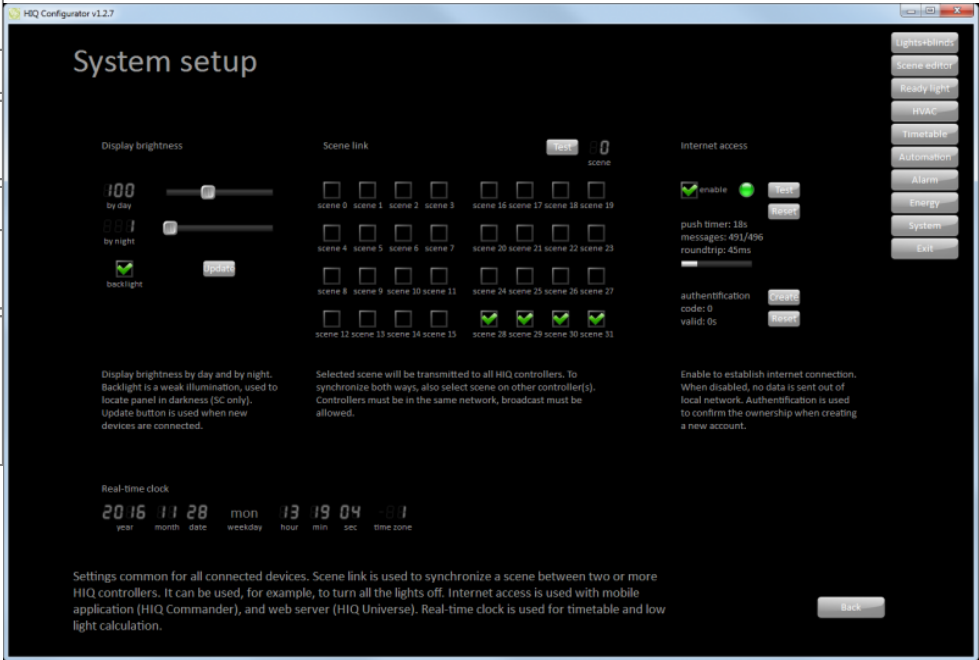 HIQ Configurator v1.2.7
System setup
Lights+blinds
Scene editor
Ready light
HVAC
Timetable
Automation
Alarm
Energy
System
Exit
Display brightness
100
by day
1
by night
backlight
Update
Scene link
Test
0
scene
scene 0 scene 1 scene 2 scene 3 scene 16 scene 17 scene 18 scene 19
scene 4 scene 5 scene 6 scene 7 scene 20 scene 21 scene 22 scene 23
scene 8 scene 9 scene 10 scene 11 scene 24 scene 25 scene 26 scene 27
scene 12 scene 13 scene 14 scene 15 scene 28 scene 29 scene 30 scene 31
Internet access
enable
Test
Reset
push timer: 18s
messages: 491/496
roundtrip: 45ms
authentification
Create
code: 0
valid: 0s
Reset
Display brightness by day and by night.
Backlight is a weak illumination, used to
locate panel in darkness (SC only).
Update button is used when new
devices are connected.
Selected scene will be transmitted to all HIQ controllers. To
synchronize both ways, also select scene on other controller(s).
Controllers must be in the same network, broadcast must be
allowed.
Enable to establish internet connection.
When disabled, no data is sent out of
local network. Authentification is used
to confirm the ownership when creating
a new account.
Real-time clock
2016 11 28 mon 13 19 04 1
year month date weekday hour min sec time zone
Settings common for all connected devices. Scene link is used to synchronize a scene between two or more
HIQ controllers. It can be used, for example, to turn all the lights off. Internet access is used with mobile
application (HIQ Commander), and web server (HIQ Universe). Real-time clock is used for timetable and low
light calculation.
Back